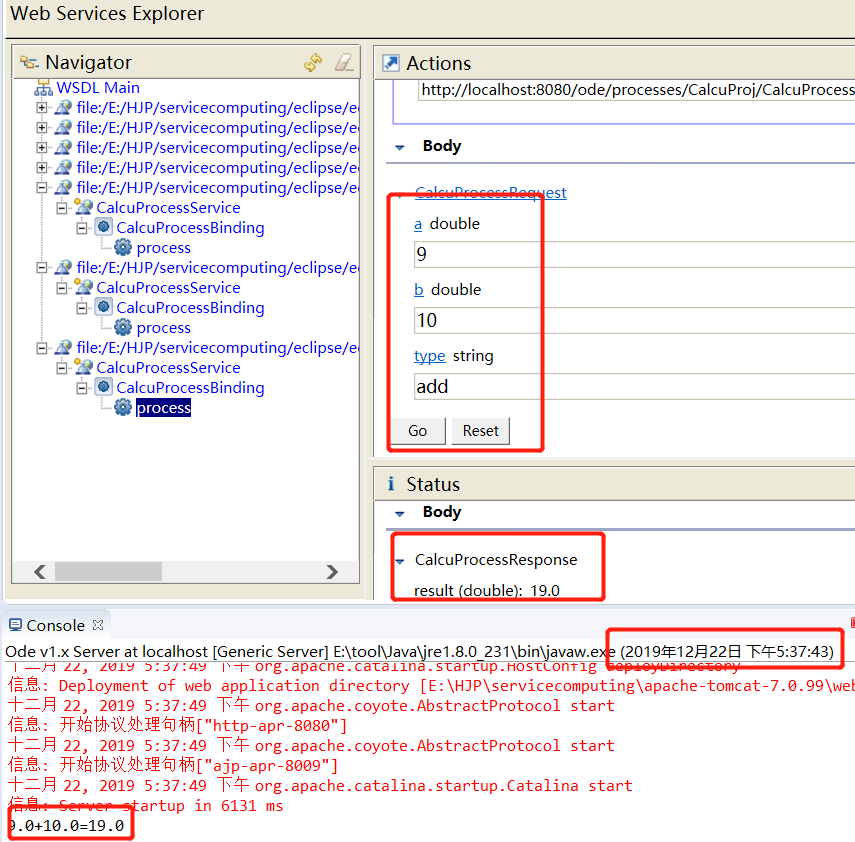 Web Services Explorer
Navigator
WSDL Main
file:/E:/HJP/servicecomputing/eclipse/e
file:/E:/HJP/servicecomputing/eclipse/e
file:/E:/HJP/servicecomputing/eclipse/e
file:/E:/HJP/servicecomputing/eclipse/e
file:/E:/HJP/servicecomputing/eclipse/e
CalcuProcessService
CalcuProcessBinding
process
file:/E:/HJP/servicecomputing/eclipse/e
CalcuProcessService
CalcuProcessBinding
process
file:/E:/HJP/servicecomputing/eclipse/e
CalcuProcessService
CalcuProcessBinding
process
Actions
http://localhost:8080/ode/processes/CalcuProj/CalcuProcess
Body
CalcuProcessRequest
a double
9
b double
10
type string
add
Go Reset
Status
Body
CalcuProcessResponse
result (double): 19.0
Console
Ode v1.x Server at localhost [Generic Server] E:\tool\Java\jre1.8.0_231\bin\javaw.exe (2019年12月22日 下午5:37:43)
十二月 22, 2019 5:37:49 下午 org.apache.catalina.startup.HostConfig deployDirectory
信息: Deployment of web application directory [E:\HJP\servicecomputing\apache-tomcat-7.0.99\web
十二月 22, 2019 5:37:49 下午 org.apache.coyote.AbstractProtocol start
信息: 开始协议处理句柄["http-apr-8080"]
十二月 22, 2019 5:37:49 下午 org.apache.coyote.AbstractProtocol start
信息: 开始协议处理句柄["ajp-apr-8009"]
十二月 22, 2019 5:37:49 下午 org.apache.catalina.startup.Catalina start
信息: Server startup in 6131 ms
9.0+10.0=19.0